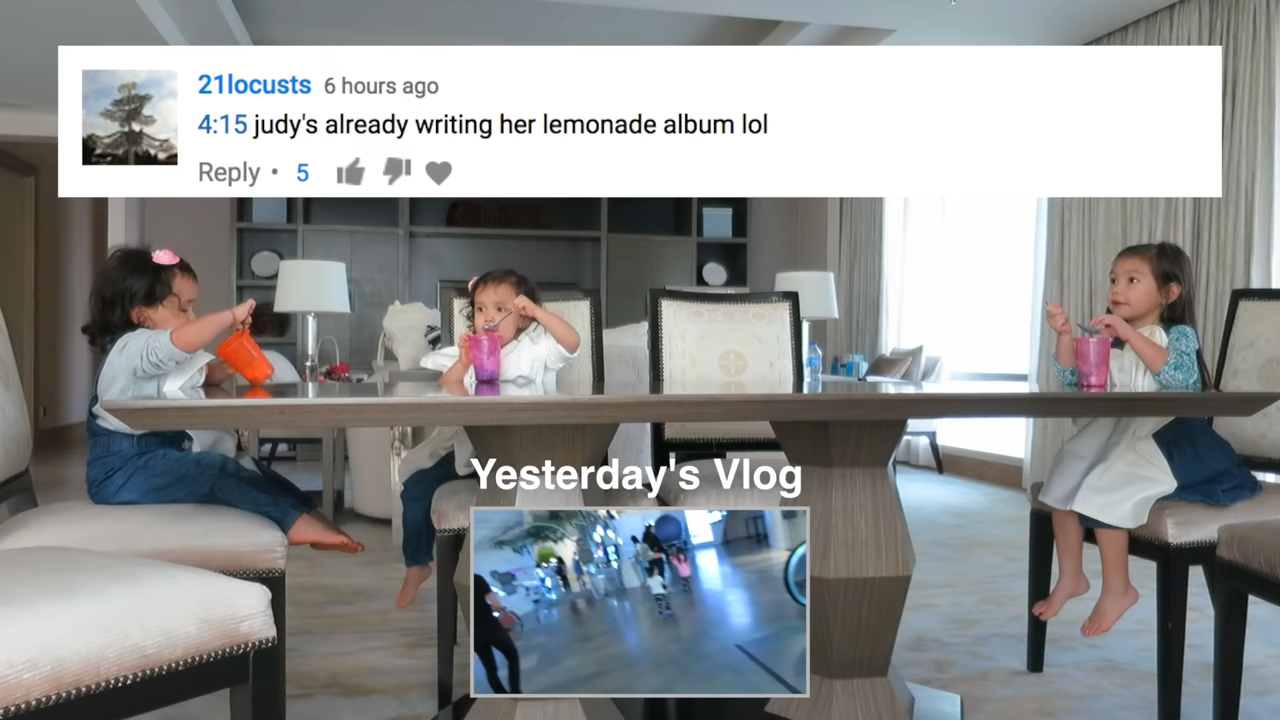 21locusts 6 hours ago
4:15 judy's already writing her lemonade album lol
Reply • 5
Yesterday's Vlog